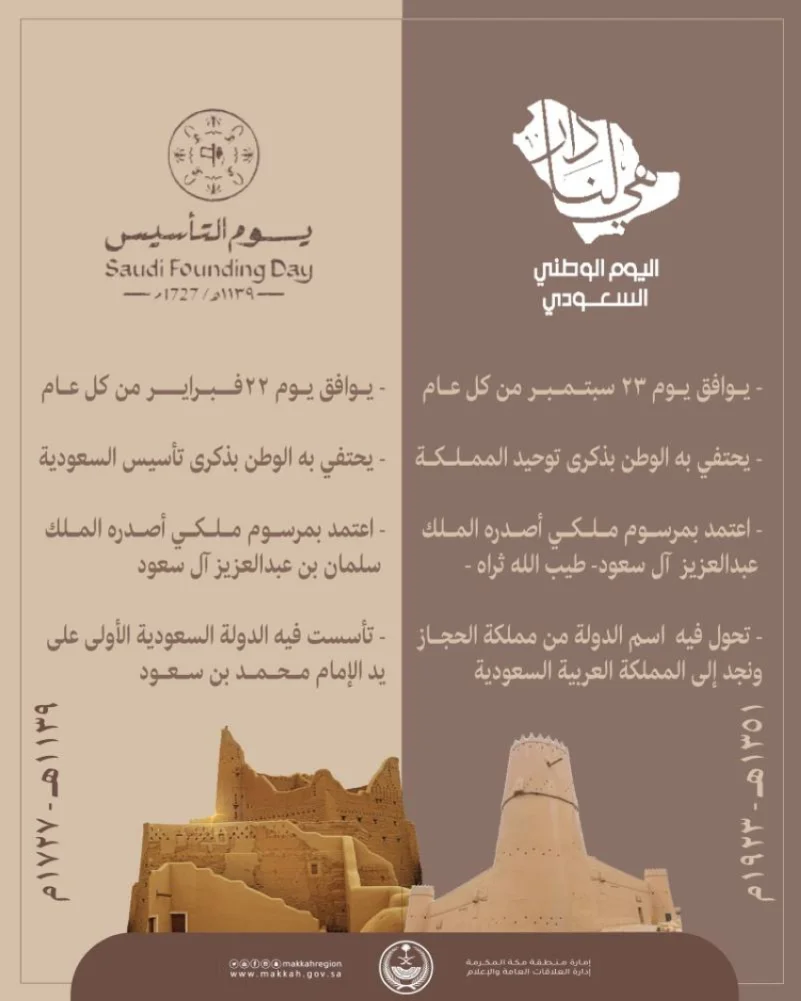 هي لنا دار
اليوم الوطني
السعودي
- يوافق يوم ٢٣ سبتمبر من كل عام
- يحتفي به الوطن بذكرى توحيد المملكة
- اعتمد بمرسوم ملكي أصدره الملك
عبدالعزيز آل سعود- طيب الله ثراه -
- تحول فيه اسم الدولة من مملكة الحجاز
ونجد إلى المملكة العربية السعودية
١٣٥١هـ - ١٩٢٣م
يوم التأسيس
Saudi Founding Day
١١٣٩هـ / 1727م
- يوافق يوم ٢٢ فبراير من كل عام
- يحتفي به الوطن بذكرى تأسيس السعودية
- اعتمد بمرسوم ملكي أصدره الملك
سلمان بن عبدالعزيز آل سعود
- تأسست فيه الدولة السعودية الأولى على
يد الإمام محمد بن سعود
١١٣٩هـ - ١٧٢٧م
إمارة منطقة مكة المكرمة
إدارة العلاقات العامة والإعلام
makkahregion
www.makkah.gov.sa